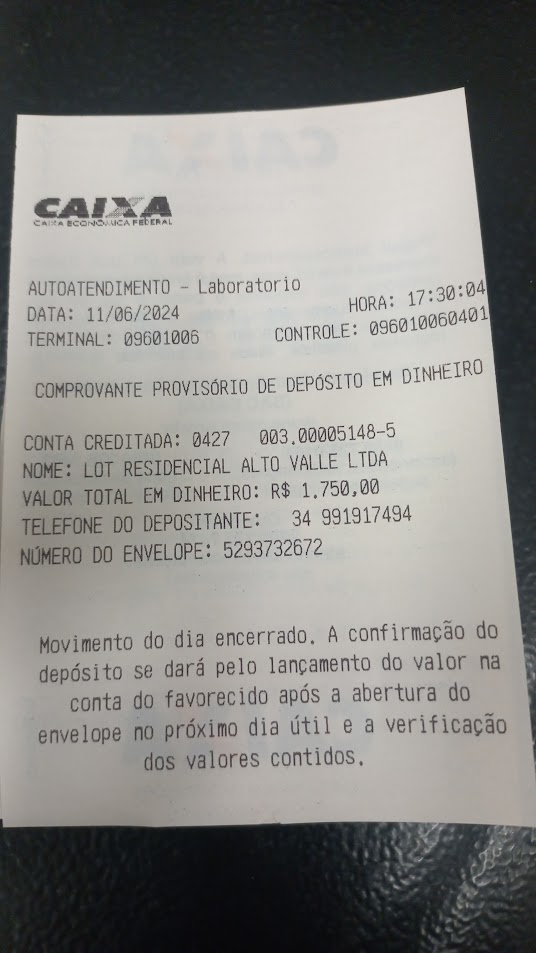 CAIXA
CAIXA ECONÔMICA FEDERAL
AUTOATENDIMENTO - Laboratorio
DATA: 11/06/2024 HORA: 17:30:04
TERMINAL: 09601006 CONTROLE: 096010060401
COMPROVANTE PROVISÓRIO DE DEPÓSITO EM DINHEIRO
CONTA CREDITADA: 0427 003.00005148-5
NOME: LOT RESIDENCIAL ALTO VALLE LTDA
VALOR TOTAL EM DINHEIRO: R$ 1.750,00
TELEFONE DO DEPOSITANTE: 34 991917494
NÚMERO DO ENVELOPE: 5293732672
Movimento do dia encerrado. A confirmação do
depósito se dará pelo lançamento do valor na
conta do favorecido após a abertura do
envelope no próximo dia útil e a verificação
dos valores contidos.